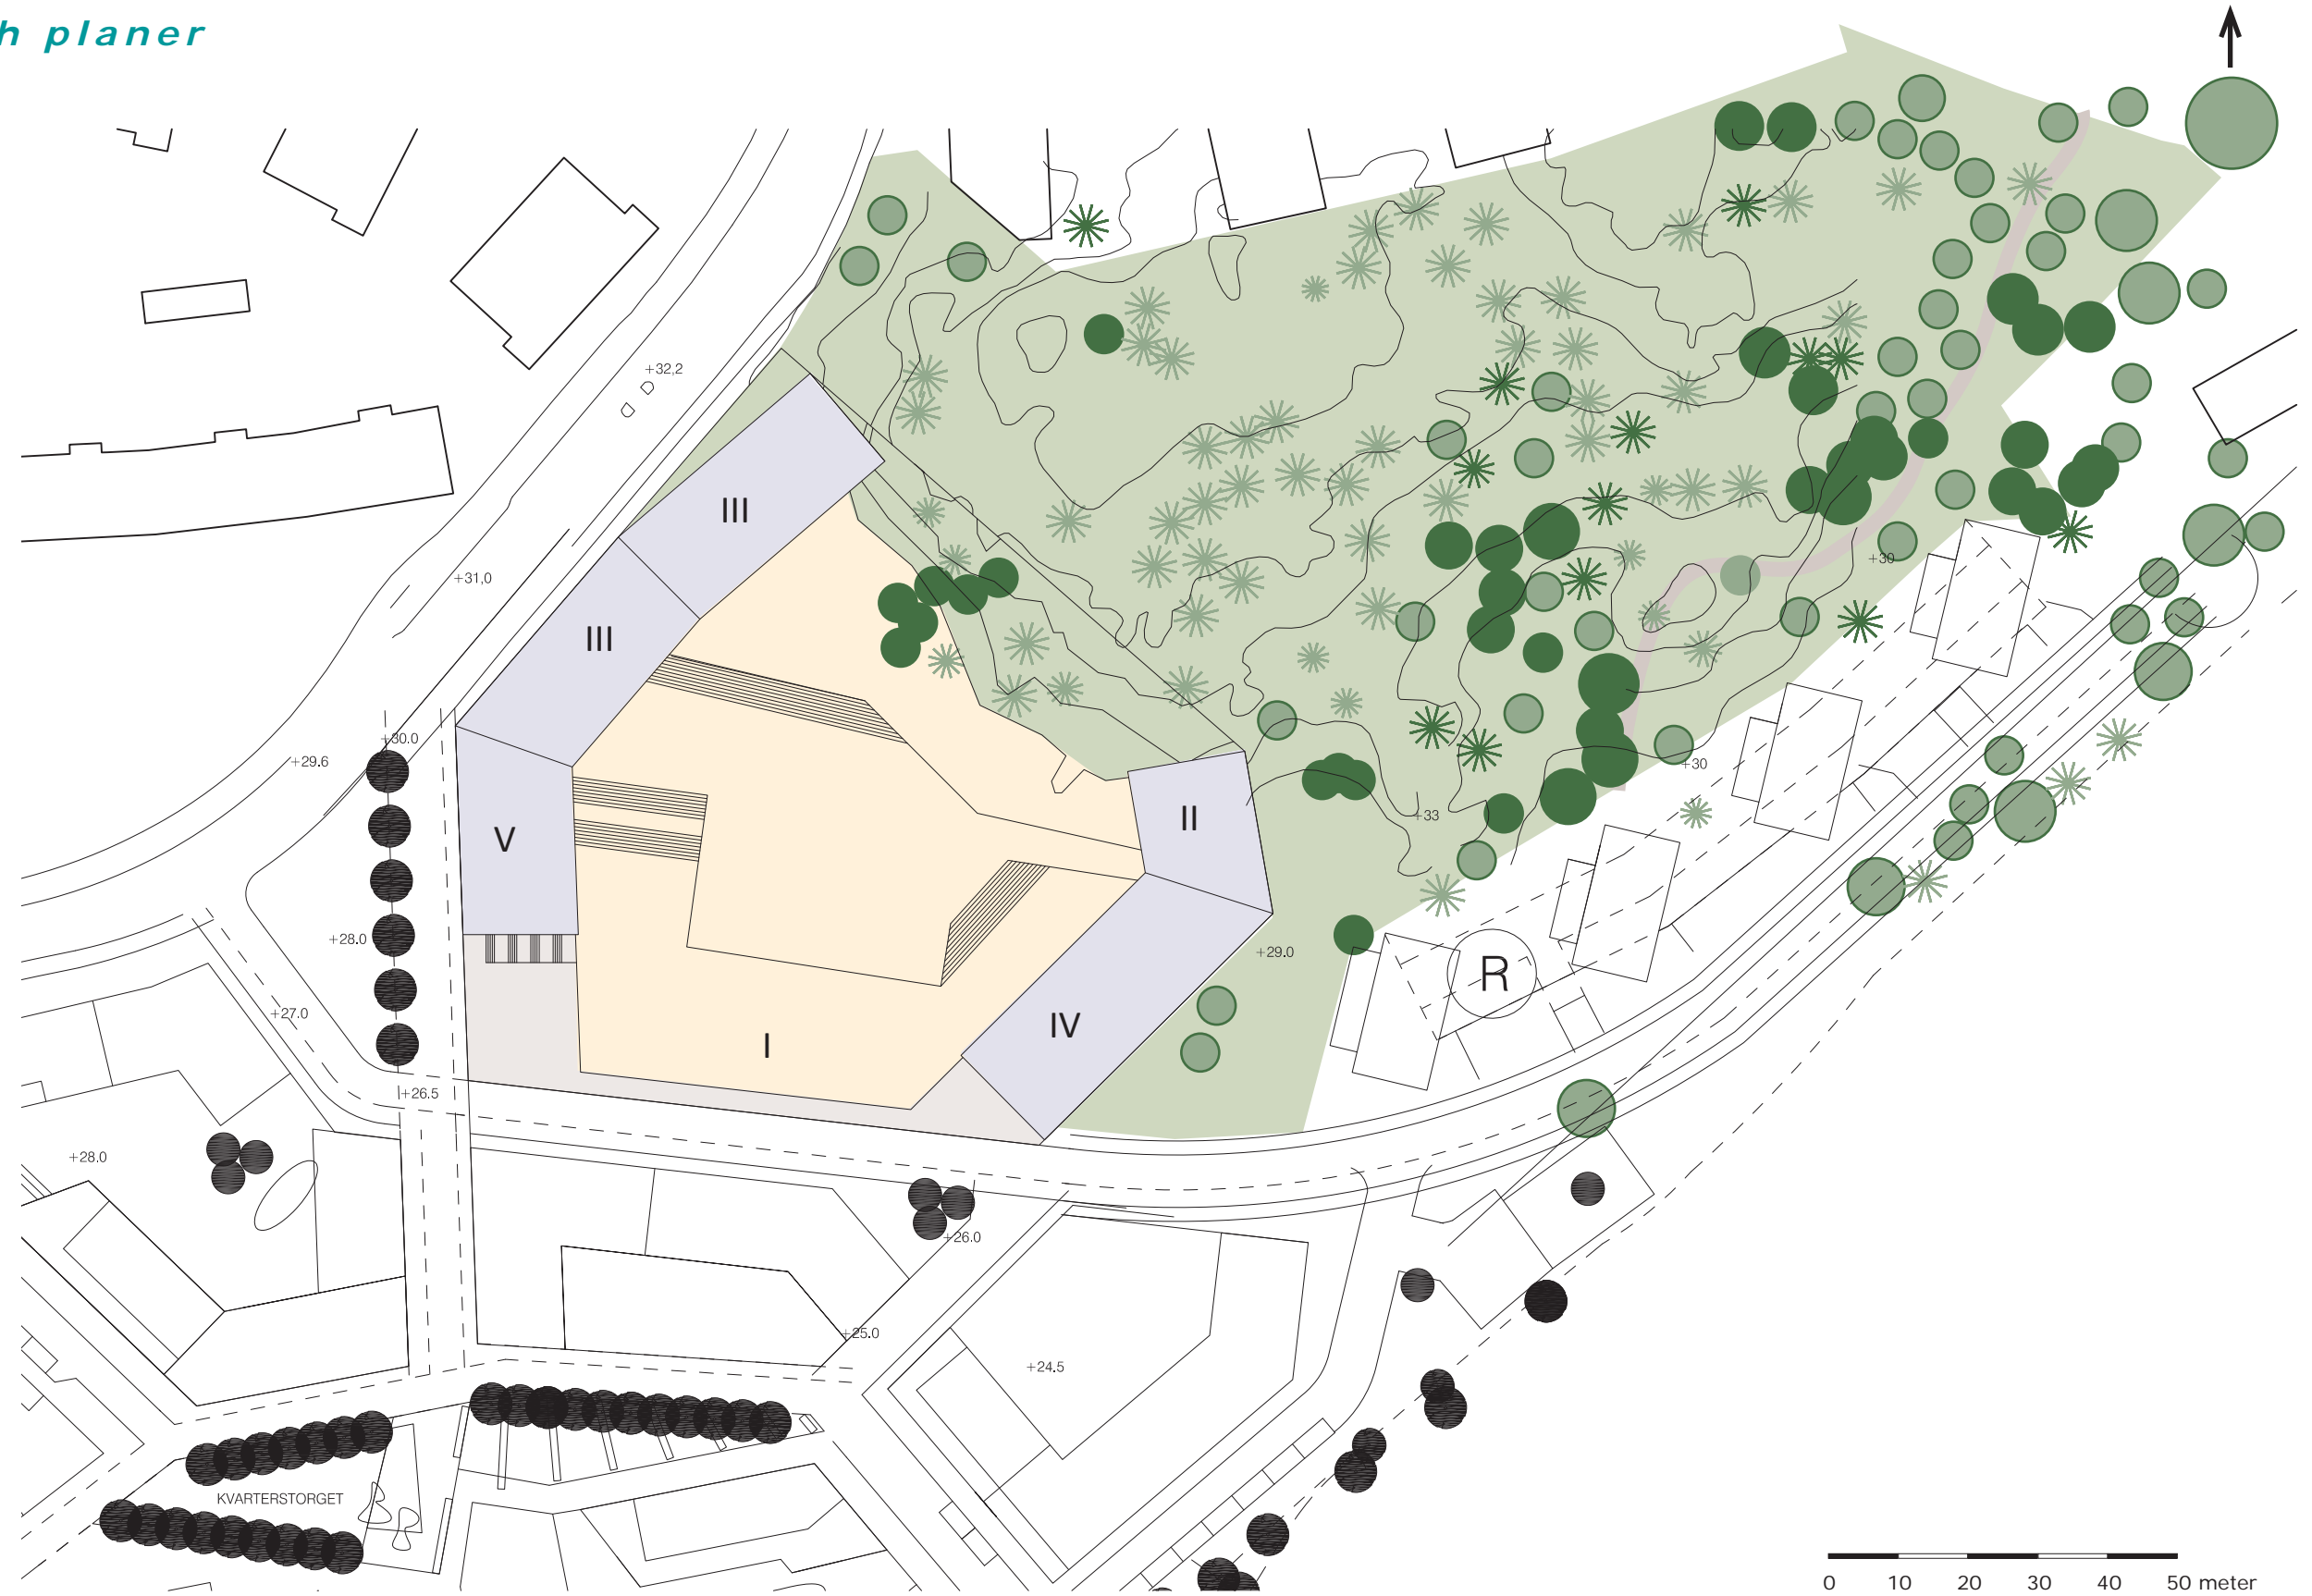 h planer
+32,2
III
+31,0
III
+30
+30.0
+29.6
+30
II
+33
V
+28.0
+29.0
R
+27.0
IV
I
+26.5
+28.0
+26.0
+25.0
+24.5
KVARTERSTORGET
0 10 20 30 40 50 meter